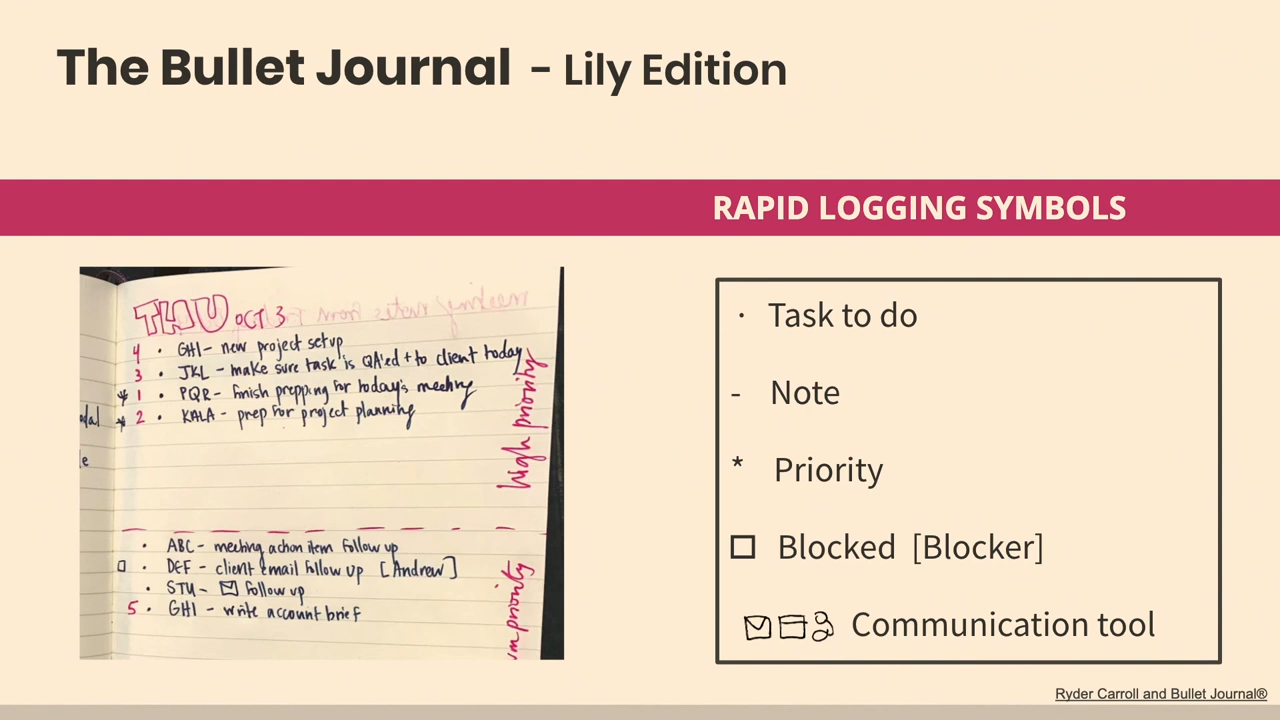 The Bullet Journal - Lily Edition
RAPID LOGGING SYMBOLS
THU OCT 3
4 · GHI - new project setup
3 · JKL - make sure task is QA'ed + to client today
* 1 · PQR - finish prepping for today's meeting
* 2 · KALA - prep for project planning
high priority
· ABC - meeting action item follow up
□ · DEF - client email follow up [Andrew]
· STU - ✉ follow up
5 · GHI - write account brief
priority
· Task to do
- Note
* Priority
□ Blocked [Blocker]
Communication tool
Ryder Carroll and Bullet Journal®